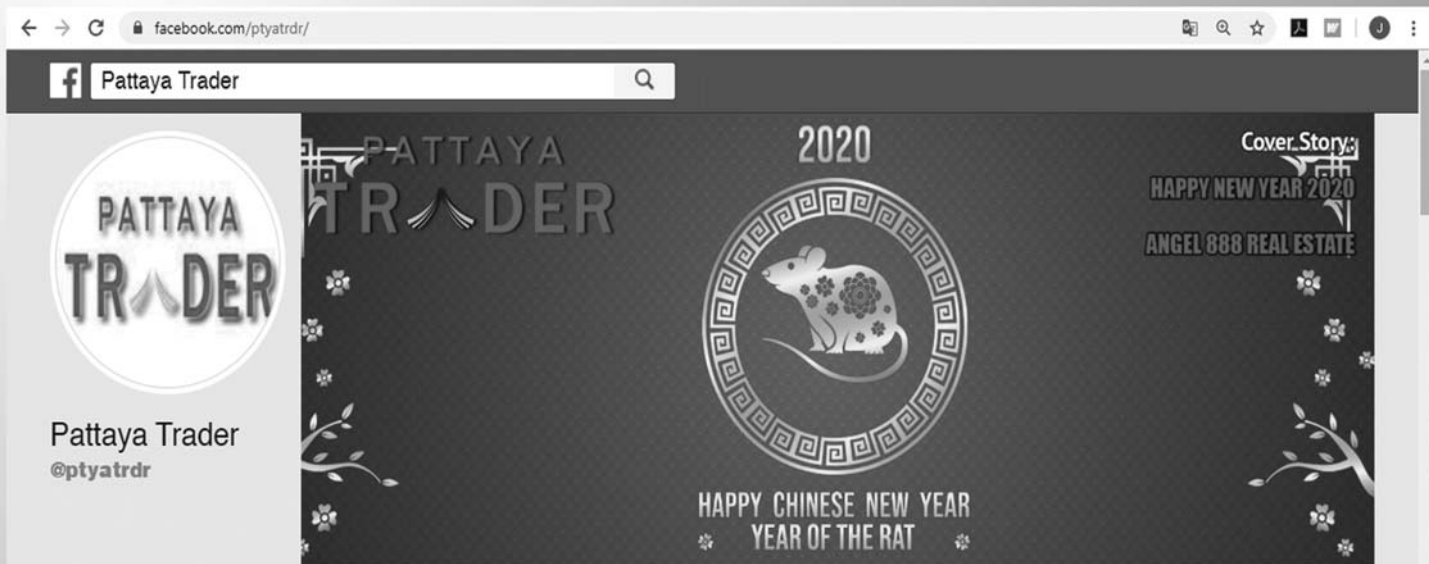 facebook.com/ptyatrdr/
J
f
Pattaya Trader
PATTAYA
TRADER
Pattaya Trader
@ptyatrdr
PATTAYA
TRADER
2020
HAPPY CHINESE NEW YEAR
YEAR OF THE RAT
Cover Story:
HAPPY NEW YEAR 2020
ANGEL 888 REAL ESTATE